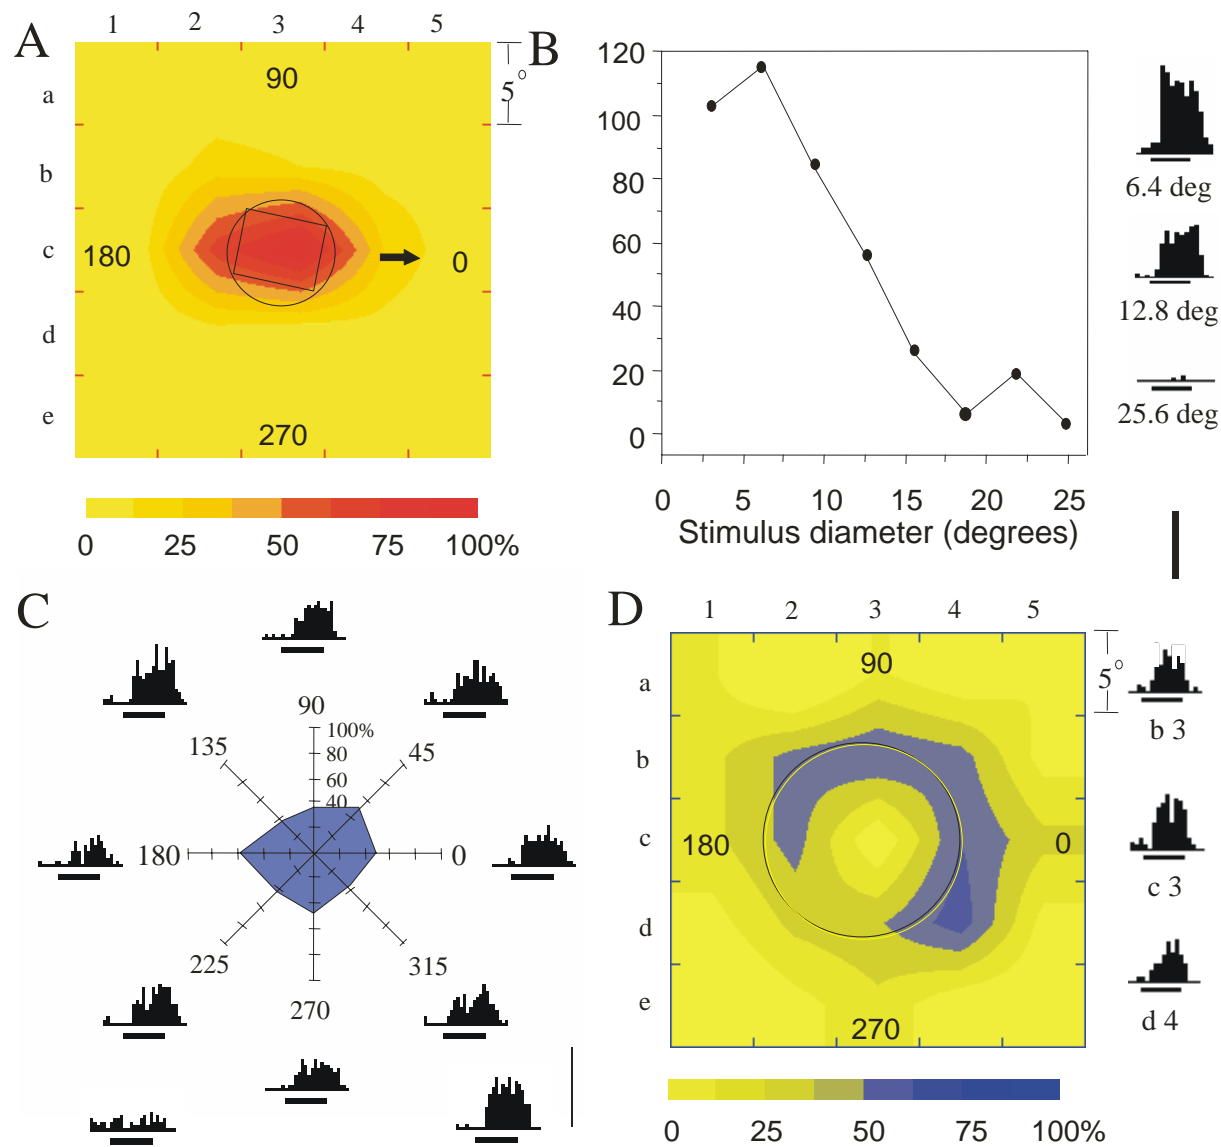 A
1 2 3 4 5
a
b
c
d
e
90
180
0
270
5°
0 25 50 75 100%
B
120
100
80
60
40
20
0
0 5 10 15 20 25
Stimulus diameter (degrees)
6.4 deg
12.8 deg
25.6 deg
C
90
100%
80
60
40
135
45
180
0
225
315
270
D
1 2 3 4 5
a
b
c
d
e
90
180
0
270
5°
b 3
c 3
d 4
0 25 50 75 100%